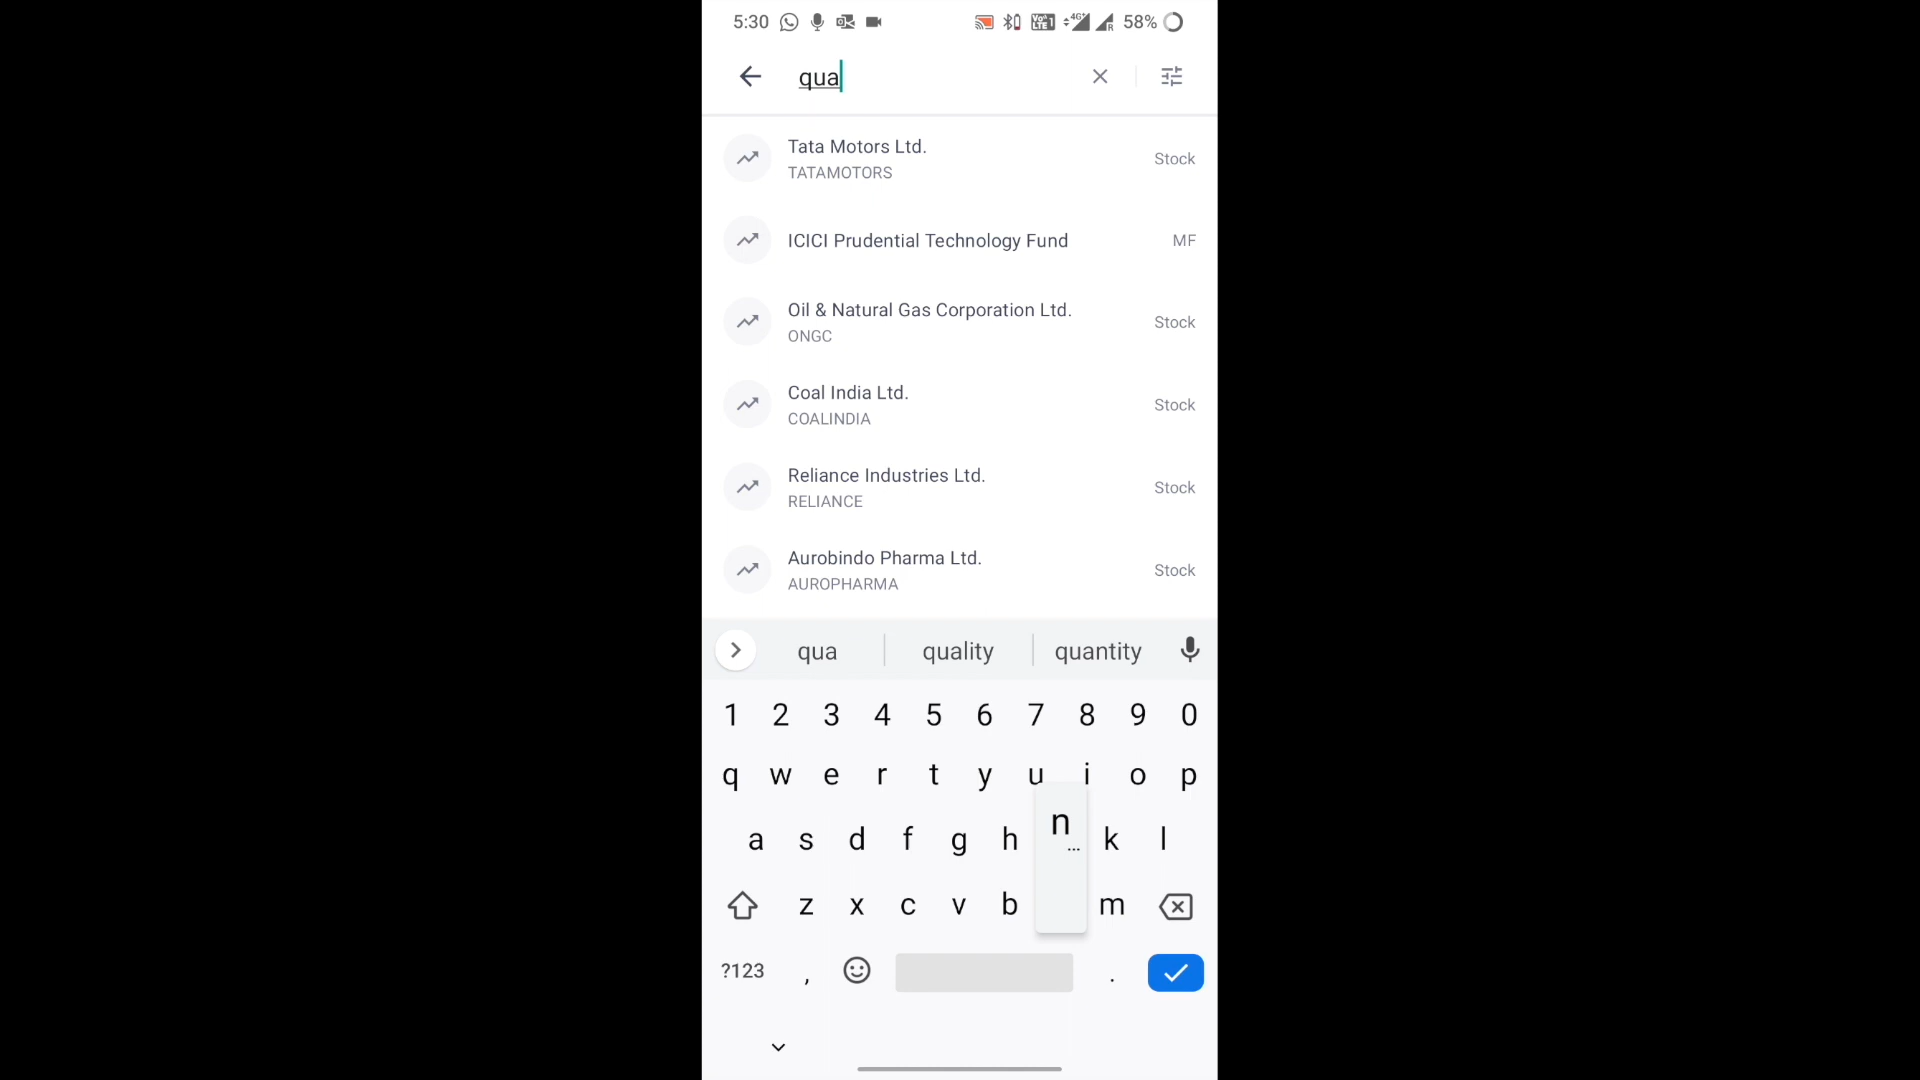 5:30 58%
qua
Tata Motors Ltd.
TATAMOTORS
Stock
ICICI Prudential Technology Fund
MF
Oil & Natural Gas Corporation Ltd.
ONGC
Stock
Coal India Ltd.
COALINDIA
Stock
Reliance Industries Ltd.
RELIANCE
Stock
Aurobindo Pharma Ltd.
AUROPHARMA
Stock
qua quality quantity
1 2 3 4 5 6 7 8 9 0
q w e r t y u i o p
a s d f g h n... k l
z x c v b m
?123 , .